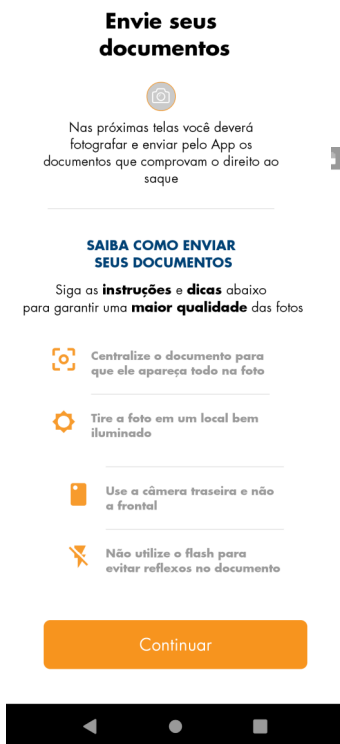 Envie seus
documentos
Nas próximas telas você deverá
fotografar e enviar pelo App os
documentos que comprovam o direito ao
saque
SAIBA COMO ENVIAR
SEUS DOCUMENTOS
Siga as instruções e dicas abaixo
para garantir uma maior qualidade das fotos
Centralize o documento para
que ele apareça todo na foto
Tire a foto em um local bem
iluminado
Use a câmera traseira e não
a frontal
Não utilize o flash para
evitar reflexos no documento
Continuar